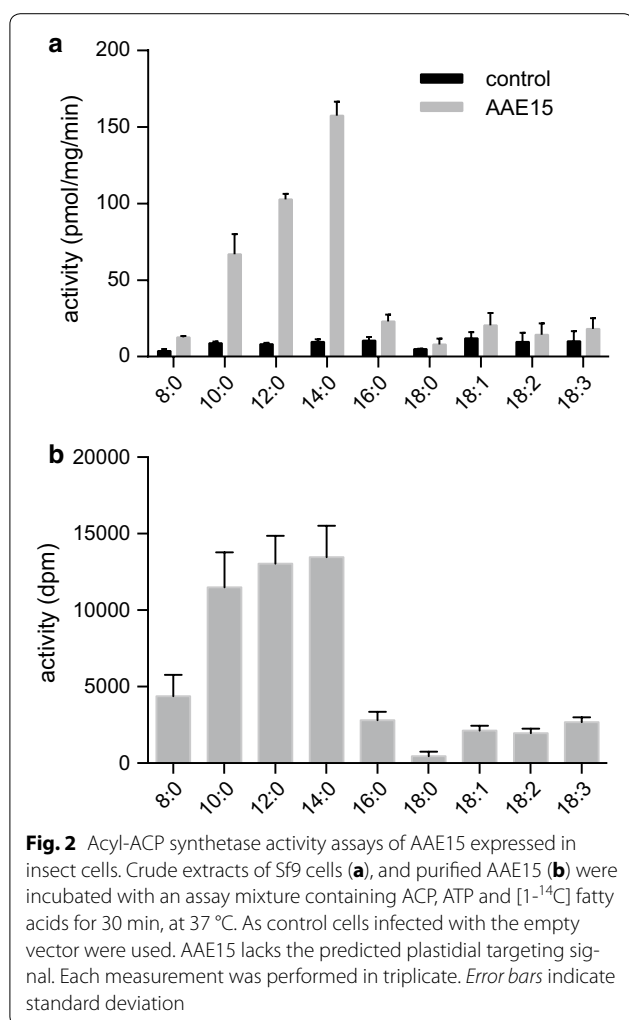 a
200
150
100
50
0
activity (pmol/mg/min)
control
AAE15
8:0
10:0
12:0
14:0
16:0
18:0
18:1
18:2
18:3
b
20000
15000
10000
5000
0
activity (dpm)
8:0
10:0
12:0
14:0
16:0
18:0
18:1
18:2
18:3
Fig. 2 Acyl-ACP synthetase activity assays of AAE15 expressed in
insect cells. Crude extracts of Sf9 cells (a), and purified AAE15 (b) were
incubated with an assay mixture containing ACP, ATP and [1-¹⁴C] fatty
acids for 30 min, at 37 °C. As control cells infected with the empty
vector were used. AAE15 lacks the predicted plastidial targeting sig-
nal. Each measurement was performed in triplicate. Error bars indicate
standard deviation